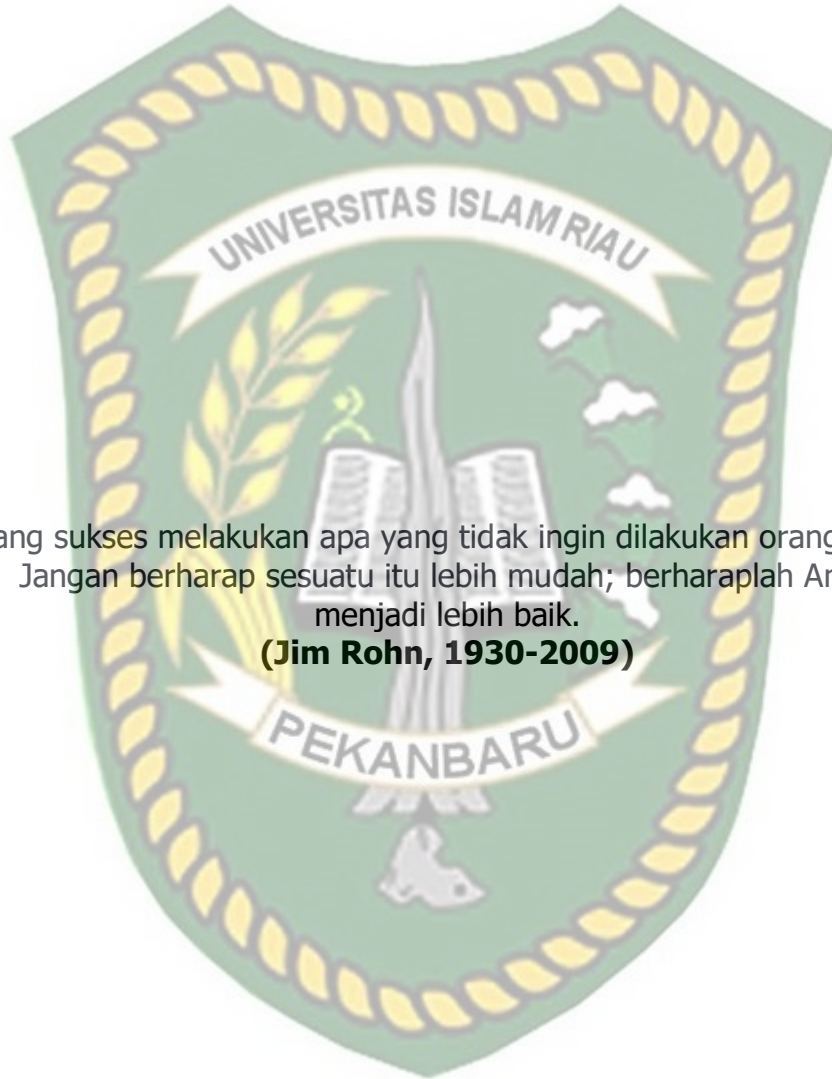 UNIVERSITAS ISLAM RIAU
ang sukses melakukan apa yang tidak ingin dilakukan orang
Jangan berharap sesuatu itu lebih mudah; berharaplah
menjadi lebih baik.
(Jim Rohn, 1930-2009)
PEKANBARU